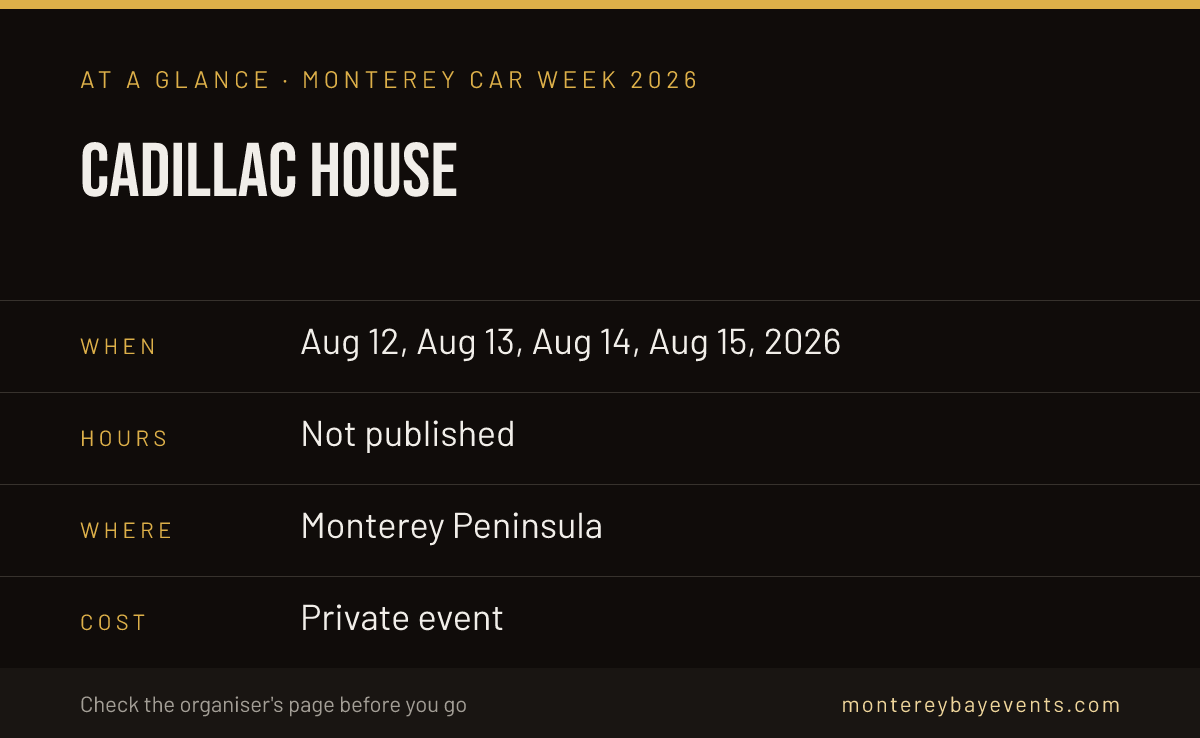 AT A GLANCE · MONTEREY CAR WEEK 2026
CADILLAC HOUSE
WHEN Aug 12, Aug 13, Aug 14, Aug 15, 2026
HOURS Not published
WHERE Monterey Peninsula
COST Private event
Check the organiser's page before you go montereybayevents.com